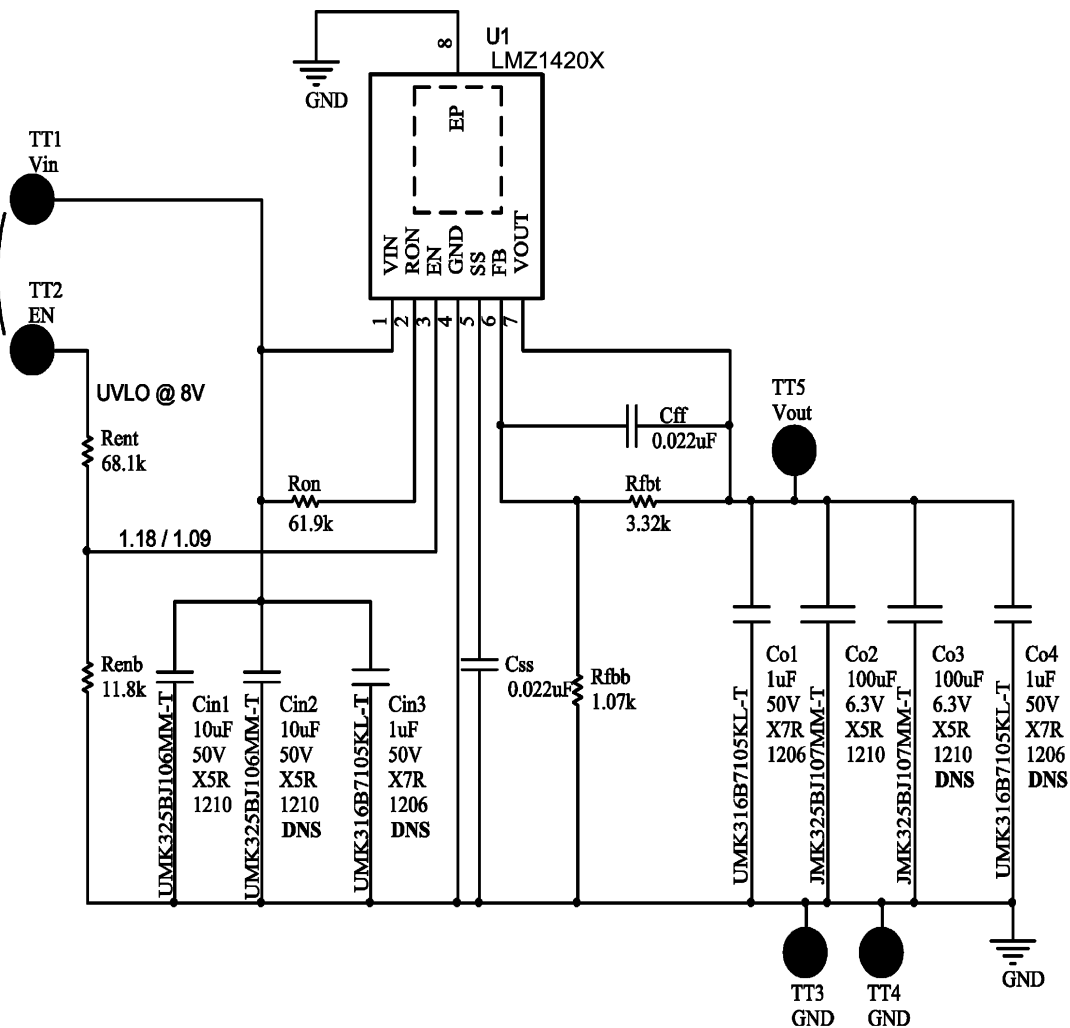 U1
LMZ1420X
8
GND
EP
TT1
Vin
VIN
RON
EN
GND
SS
FB
VOUT
1
2
3
4
5
6
7
TT2
EN
UVLO @ 8V
TT5
Vout
Cff
0.022uF
Rent
68.1k
Ron
61.9k
Rfbt
3.32k
1.18 / 1.09
Renb
11.8k
Cin1
10uF
50V
X5R
1210
UMK325BJ106MM-T
Cin2
10uF
50V
X5R
1210
DNS
UMK325BJ106MM-T
Cin3
1uF
50V
X7R
1206
DNS
UMK316B7105KL-T
Css
0.022uF
Rfbb
1.07k
Co1
1uF
50V
X7R
1206
UMK316B7105KL-T
Co2
100uF
6.3V
X5R
1210
JMK325BJ107MM-T
Co3
100uF
6.3V
X5R
1210
DNS
JMK325BJ107MM-T
Co4
1uF
50V
X7R
1206
DNS
UMK316B7105KL-T
TT3
GND
TT4
GND
GND